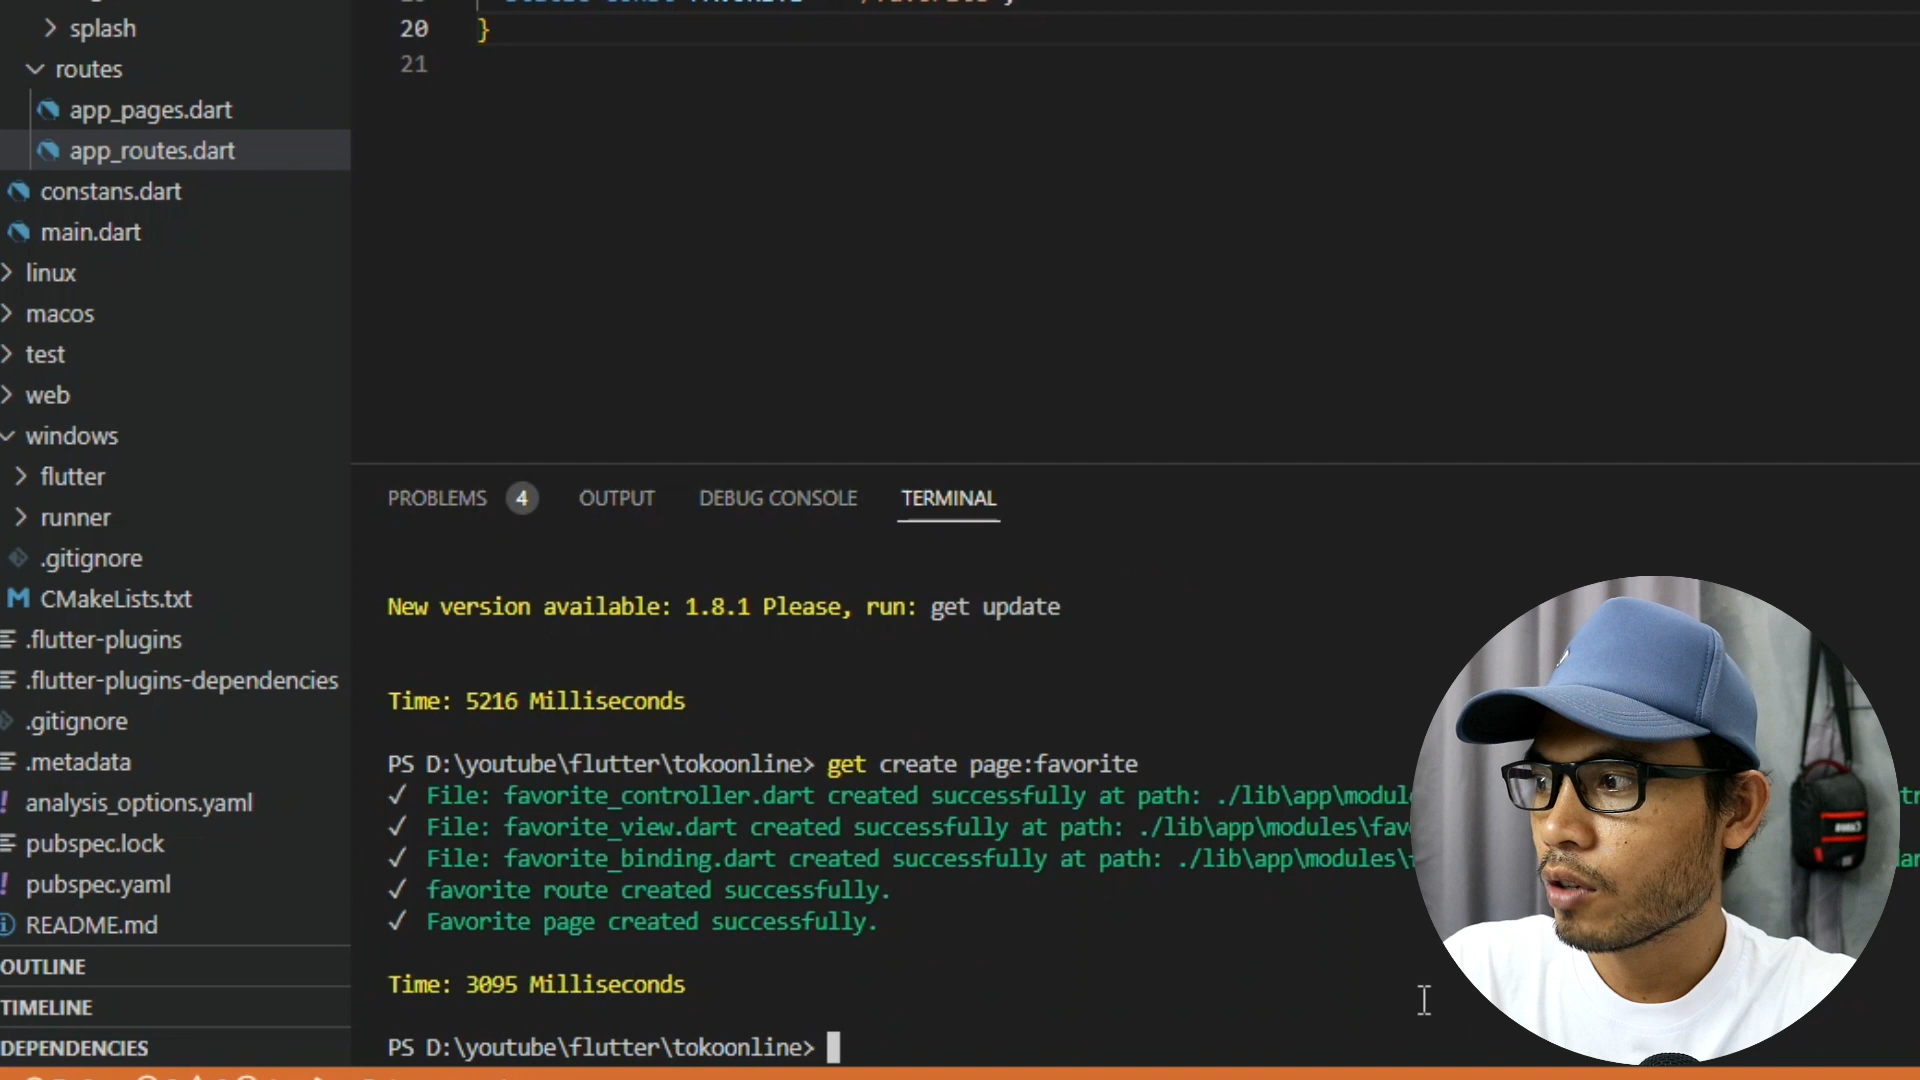 splash
routes
app_pages.dart
app_routes.dart
constans.dart
main.dart
linux
macos
test
web
windows
flutter
runner
.gitignore
M CMakeLists.txt
.flutter-plugins
.flutter-plugins-dependencies
.gitignore
.metadata
! analysis_options.yaml
pubspec.lock
! pubspec.yaml
README.md
OUTLINE
TIMELINE
DEPENDENCIES
20 }
21
PROBLEMS 4 OUTPUT DEBUG CONSOLE TERMINAL
New version available: 1.8.1 Please, run: get update
Time: 5216 Milliseconds
PS D:\youtube\flutter\tokoonline> get create page:favorite
✓ File: favorite_controller.dart created successfully at path: ./lib\app\modul
✓ File: favorite_view.dart created successfully at path: ./lib\app\modules\fav
✓ File: favorite_binding.dart created successfully at path: ./lib\app\modules\
✓ favorite route created successfully.
✓ Favorite page created successfully.
Time: 3095 Milliseconds
PS D:\youtube\flutter\tokoonline>